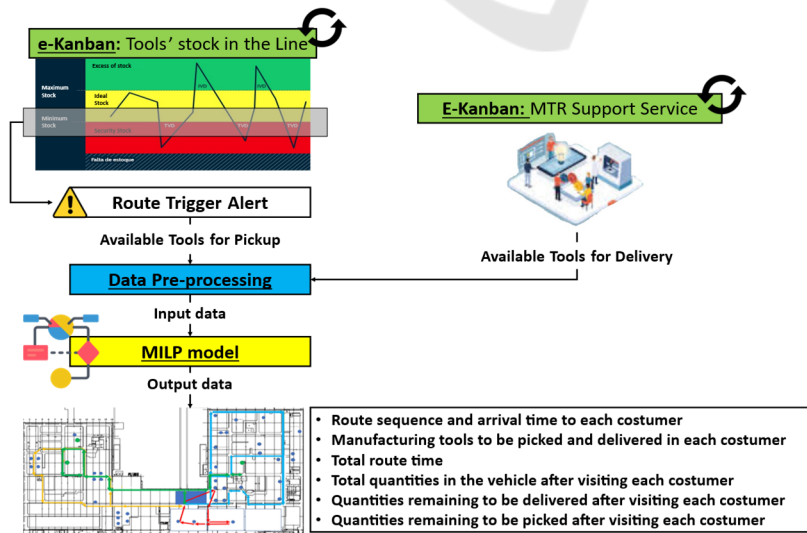 e-Kanban: Tools' stock in the Line
Excess of stock
Maximum
Stock
Ideal
Stock
Minimum
Stock
Security Stock
Falta de estoque
E-Kanban: MTR Support Service
Route Trigger Alert
Available Tools for Pickup
Available Tools for Delivery
Data Pre-processing
Input data
MILP model
Output data
• Route sequence and arrival time to each costumer
• Manufacturing tools to be picked and delivered in each costumer
• Total route time
• Total quantities in the vehicle after visiting each costumer
• Quantities remaining to be delivered after visiting each costumer
• Quantities remaining to be picked after visiting each costumer